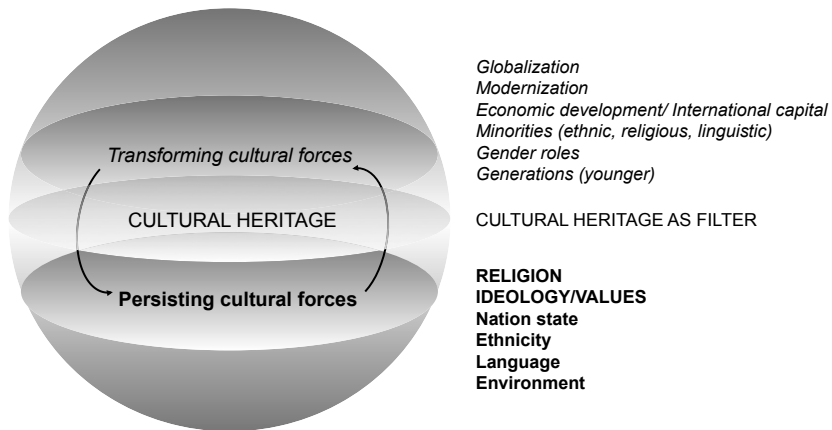 Transforming cultural forces
CULTURAL HERITAGE
Persisting cultural forces
Globalization
Modernization
Economic development/ International capital
Minorities (ethnic, religious, linguistic)
Gender roles
Generations (younger)
CULTURAL HERITAGE AS FILTER
RELIGION
IDEOLOGY/VALUES
Nation state
Ethnicity
Language
Environment